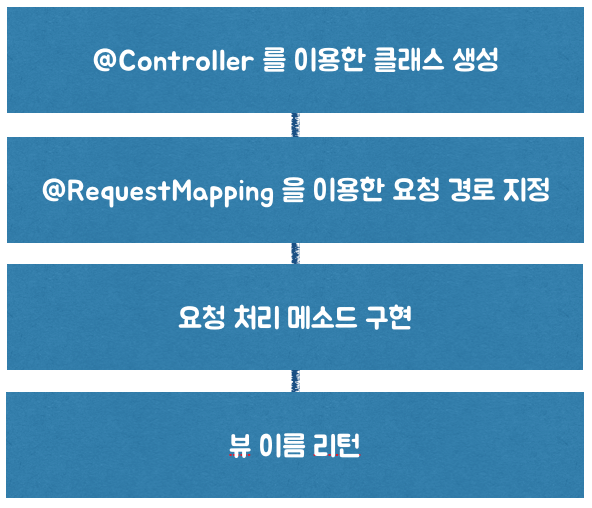 @Controller 를 이용한 클래스 생성
@RequestMapping 을 이용한 요청 경로 지정
요청 처리 메소드 구현
뷰 이름 리턴